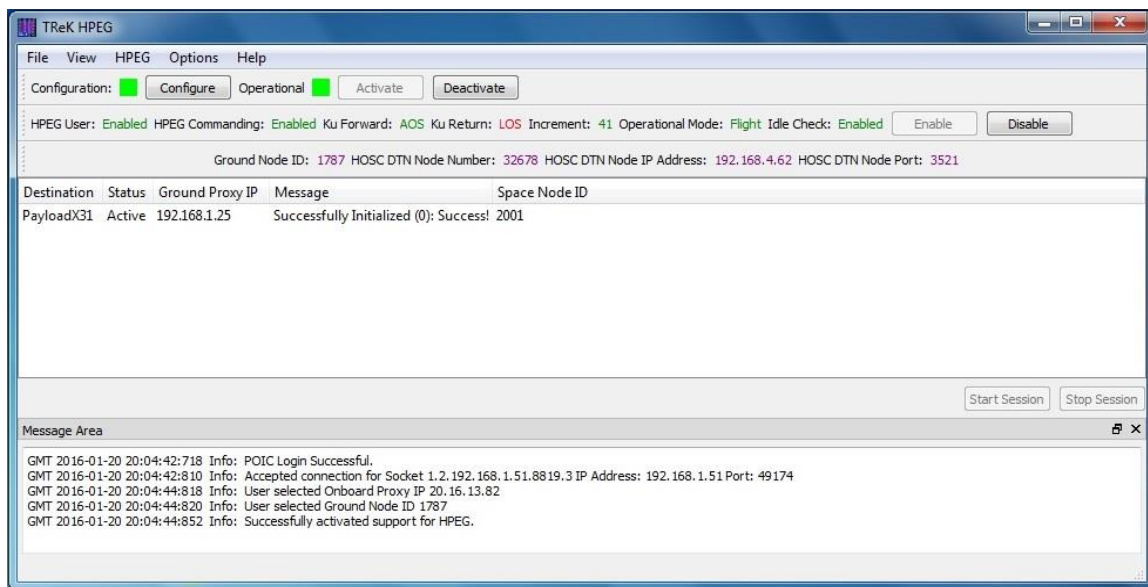 TReK HPEG
File View HPEG Options Help
Configuration: Configure Operational Activate Deactivate
HPEG User: Enabled HPEG Commanding: Enabled Ku Forward: AOS Ku Return: LOS Increment: 41 Operational Mode: Flight Idle Check: Enabled Enable Disable
Ground Node ID: 1787 HOSC DTN Node Number: 32678 HOSC DTN Node IP Address: 192.168.4.62 HOSC DTN Node Port: 3521
Destination Status Ground Proxy IP Message Space Node ID
PayloadX31 Active 192.168.1.25 Successfully Initialized (0): Success! 2001
Start Session Stop Session
Message Area
GMT 2016-01-20 20:04:42:718 Info: POIC Login Successful.
GMT 2016-01-20 20:04:42:810 Info: Accepted connection for Socket 1.2.192.168.1.51.8819.3 IP Address: 192.168.1.51 Port: 49174
GMT 2016-01-20 20:04:44:818 Info: User selected Onboard Proxy IP 20.16.13.82
GMT 2016-01-20 20:04:44:820 Info: User selected Ground Node ID 1787
GMT 2016-01-20 20:04:44:852 Info: Successfully activated support for HPEG.